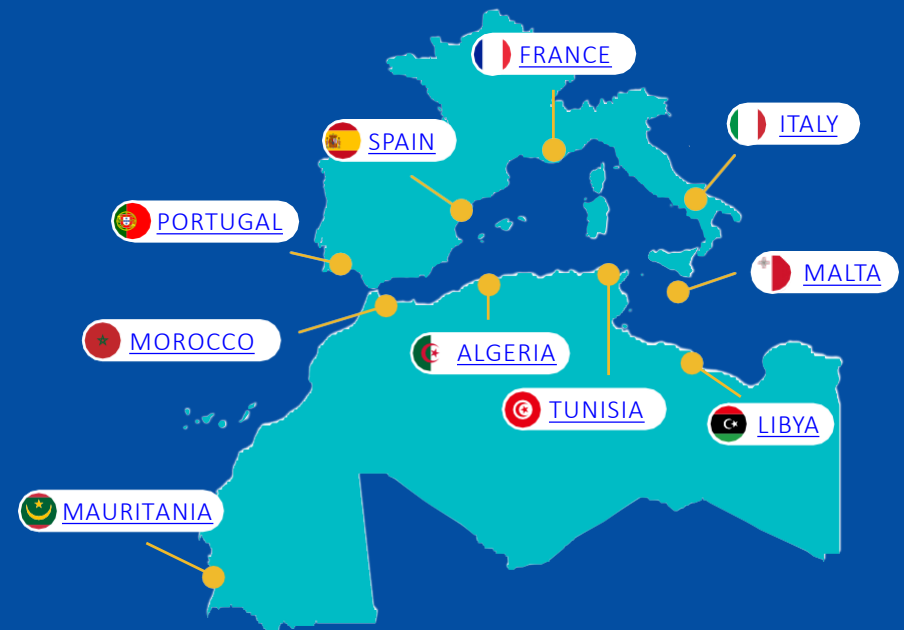 FRANCE
ITALY
SPAIN
PORTUGAL
MALTA
MOROCCO
ALGERIA
TUNISIA
LIBYA
MAURITANIA